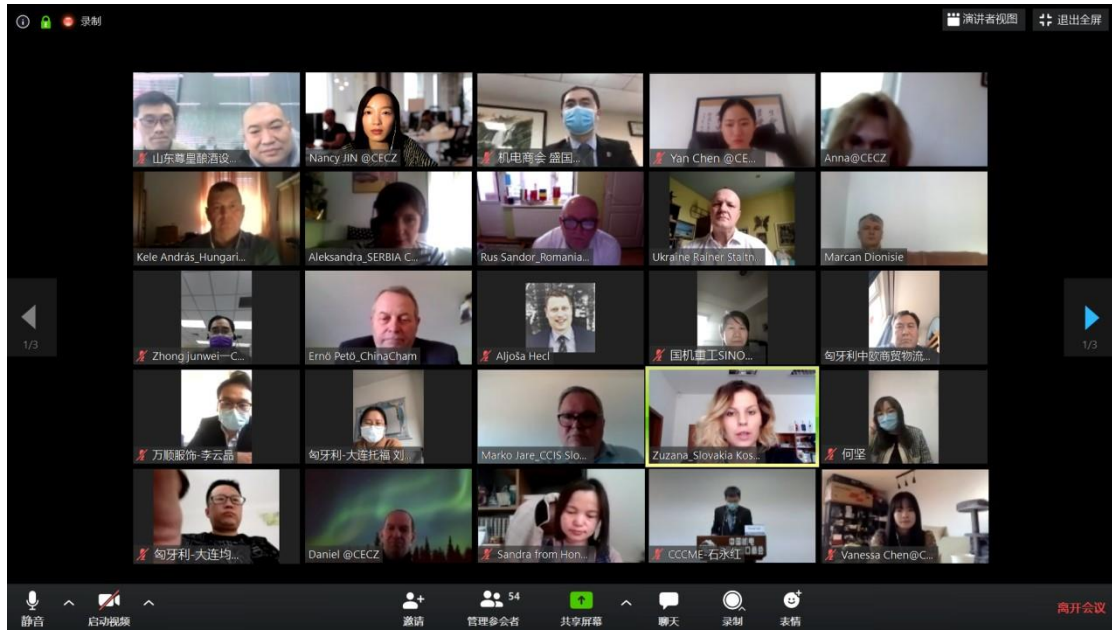 录制
演讲者视图
退出全屏
山东尊皇酿酒设...
Nancy JIN @CECZ
机电商会 盛国...
Yan Chen @CE...
Anna@CECZ
Kele András_Hungari...
Aleksandra_SERBIA C...
Rus Sandor_Romania...
Ukraine Rainer Staltn.
Marcan Dionisie
1/3
Zhong junwei—C...
Ernö Petö_ChinaCham
Aljoša Hecl
国机重工SINO...
匈牙利中欧商贸物流...
1/3
万顺服饰-李云品
匈牙利-大连托福 刘...
Marko Jare_CCIS Slo...
Zuzana_Slovakia Kos...
何坚
匈牙利-大连均...
Daniel @CECZ
Sandra from Hon...
CCCME-石永红
Vanessa Chen@C...
静音
启动视频
邀请
54
管理参会者
共享屏幕
聊天
录制
表情
离开会议